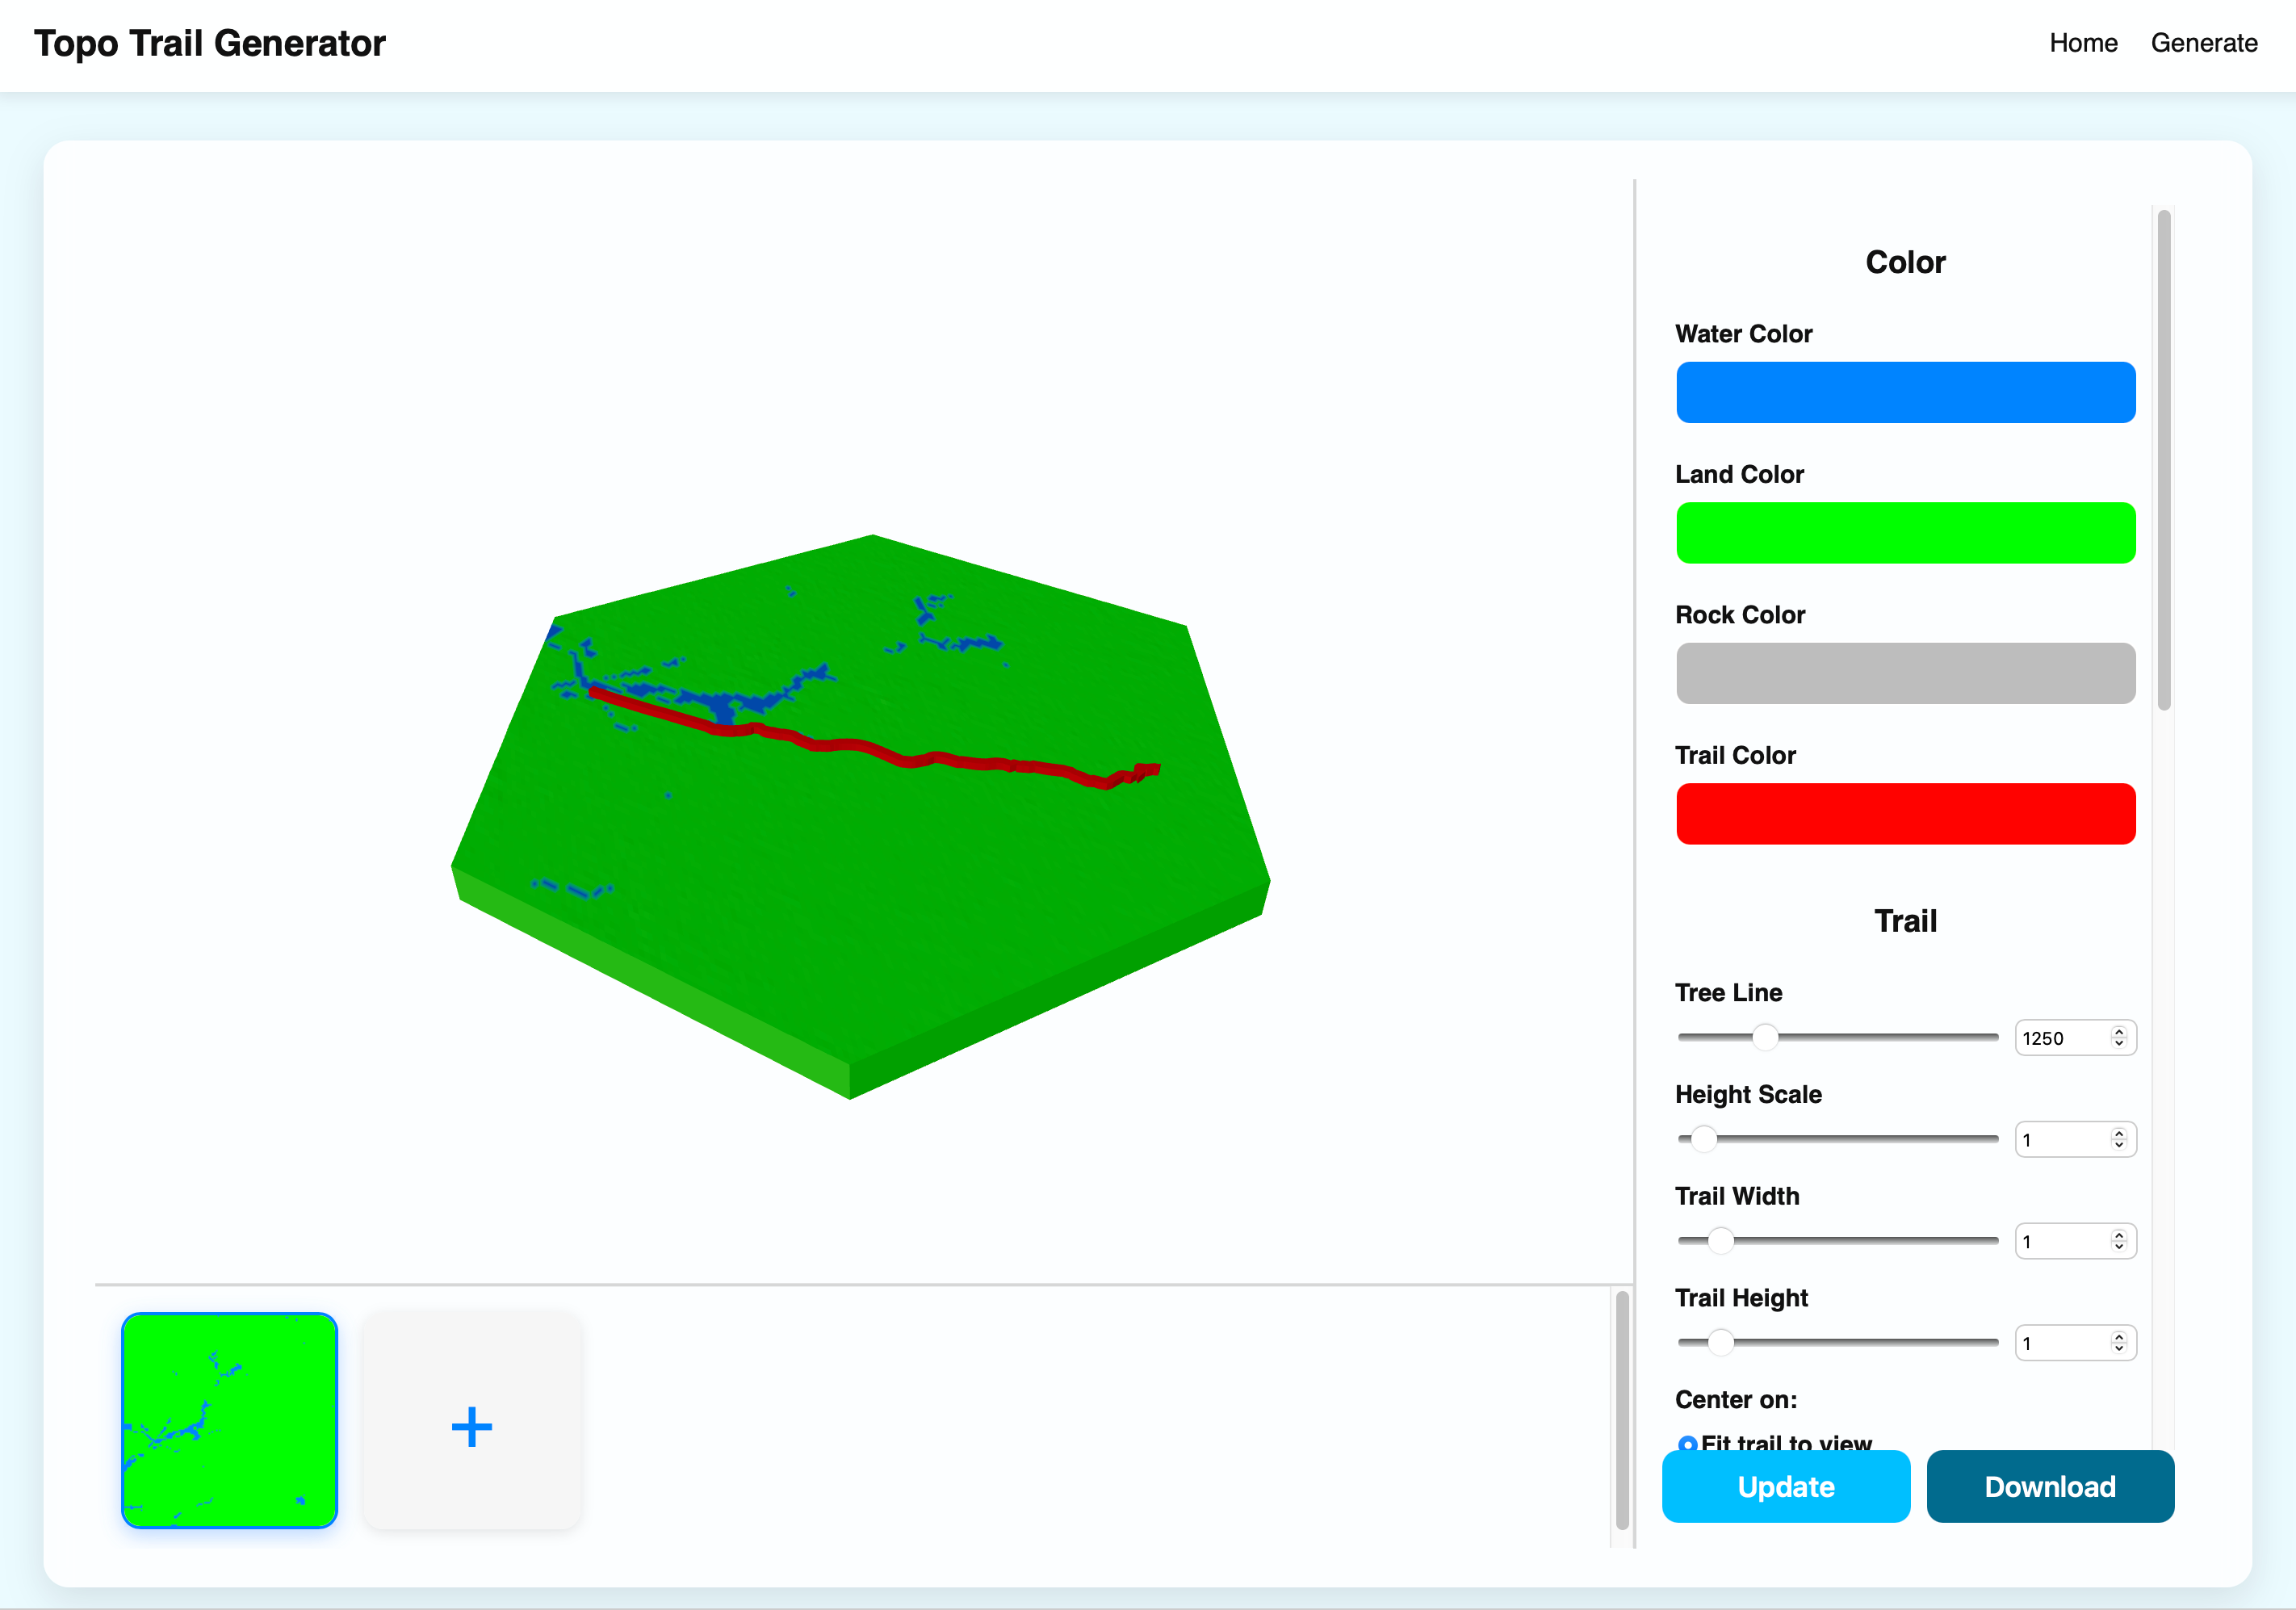 Topo Trail Generator
Home
Generate
Color
Water Color
Land Color
Rock Color
Trail Color
Trail
Tree Line
1250
Height Scale
1
Trail Width
1
Trail Height
1
Center on:
Fit trail to view
Update
Download
+